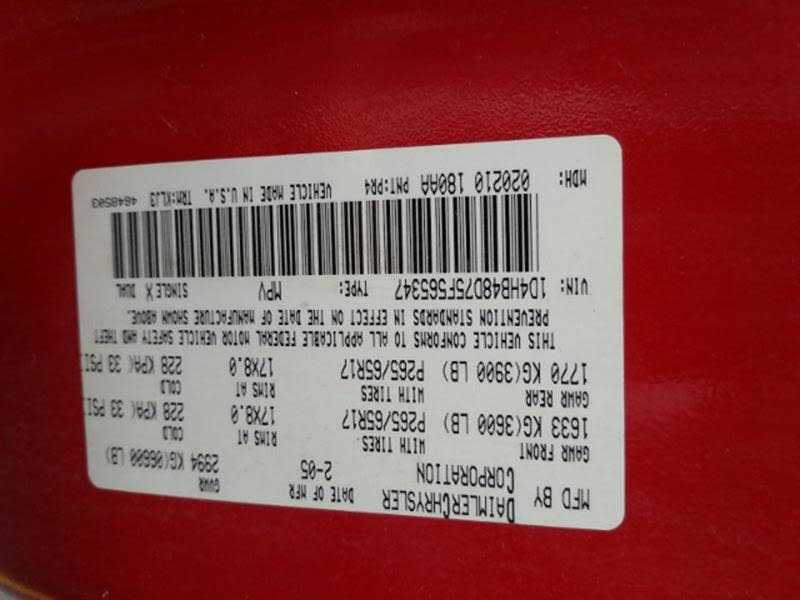 MFD BY DAIMLERCHRYSLER CORPORATION DATE OF MFR 2-05 GVWR 2994 KG(06600 LB)
GAWR FRONT WITH TIRES RIMS AT COLD
1633 KG(3600 LB) P265/65R17 17X8.0 228 KPA( 33 PSI
GAWR REAR WITH TIRES RIMS AT COLD
1770 KG(3900 LB) P265/65R17 17X8.0 228 KPA( 33 PSI
THIS VEHICLE CONFORMS TO ALL APPLICABLE FEDERAL MOTOR VEHICLE SAFETY AND THEFT
PREVENTION STANDARDS IN EFFECT ON THE DATE OF MANUFACTURE SHOWN ABOVE.
VIN: 1D4HB48D75F565347 TYPE: MPV SINGLE X DUAL
MDH: 020210 180AA PNT:PR4 VEHICLE MADE IN U.S.A. TRM:KLJ3 4648503